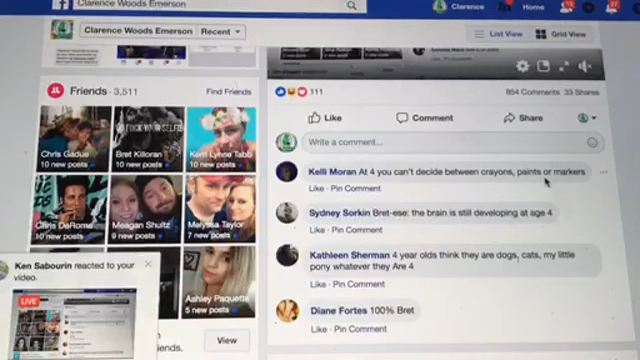 Clarence Woods Emerson
Clarence
Home
Clarence Woods Emerson
Recent
List View
Grid View
Friends · 3,511
Find Friends
Chris Gadue
10 new posts
Bret Killoran
10 new posts
Kerri Lynne Tabb
10 new posts
Chris DeRome
10 new posts
Meagan Shultz
9 new posts
Melyssa Taylor
7 new posts
Ashley Paquette
5 new posts
Ken Sabourin reacted to your
video.
LIVE
iends.
View
111
854 Comments 33 Shares
Like
Comment
Share
Write a comment...
Kelli Moran At 4 you can't decide between crayons, paints or markers
Like · Pin Comment
Sydney Sorkin Bret-ese: the brain is still developing at age 4
Like · Pin Comment
Kathleen Sherman 4 year olds think they are dogs, cats, my little
pony whatever they Are 4
Like · Pin Comment
Diane Fortes 100% Bret
Like · Pin Comment